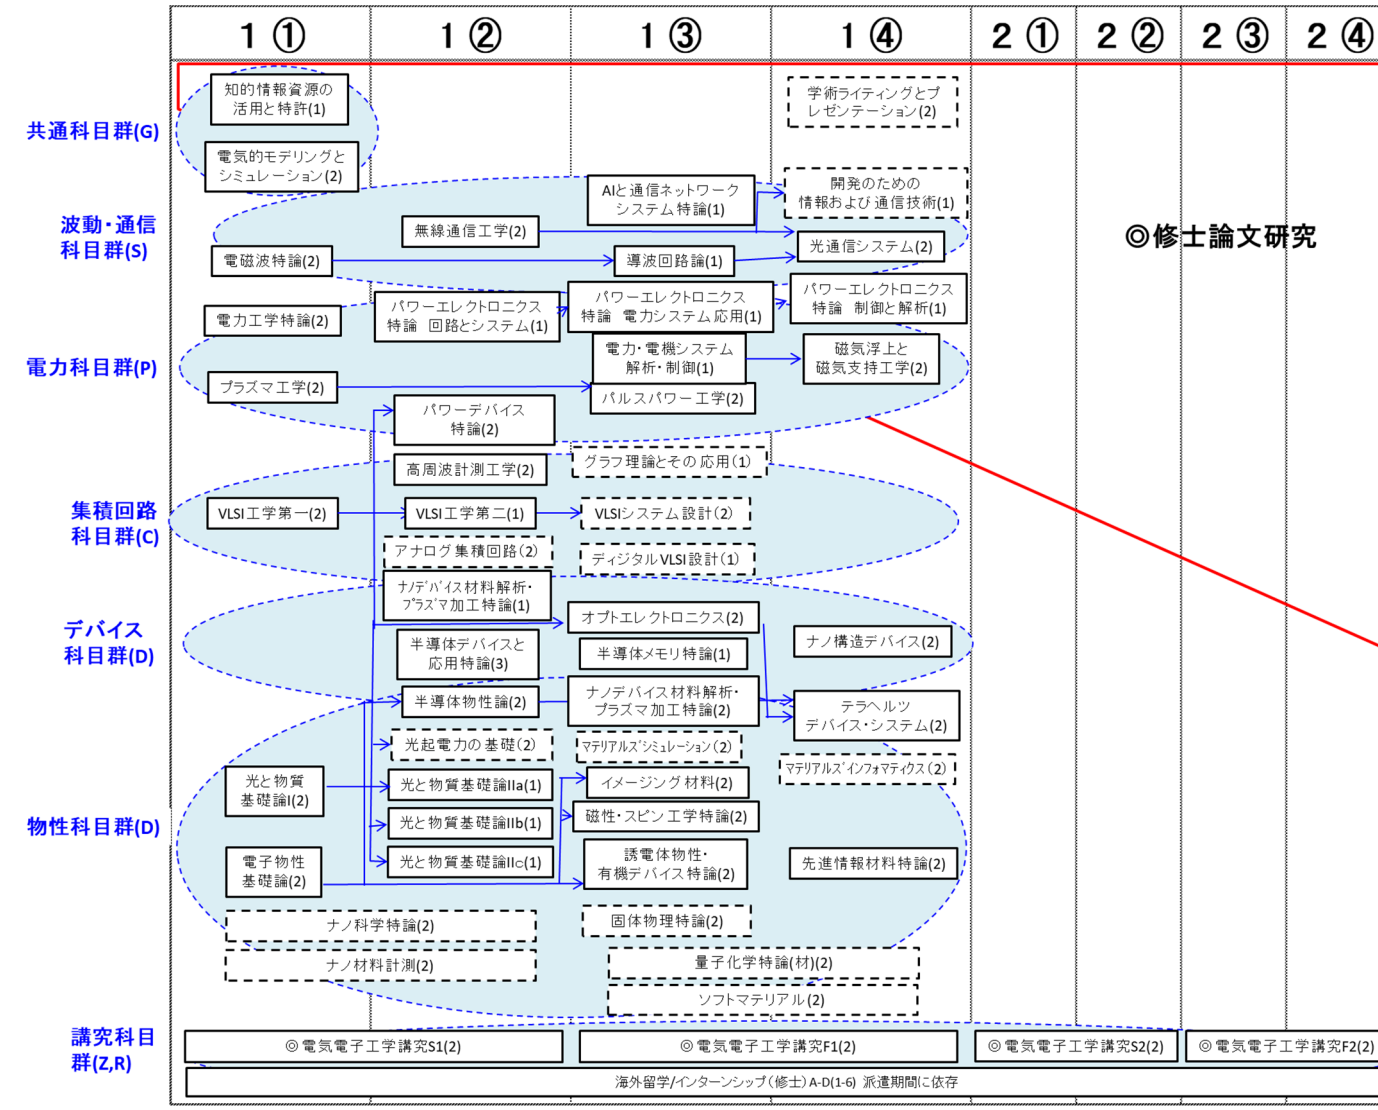 1 ① 1 ② 1 ③ 1 ④ 2 ① 2 ② 2 ③ 2 ④
共通科目群(G)
知的情報資源の
活用と特許(1)
学術ライティングとプ
レゼンテーション(2)
電気的モデリングと
シミュレーション(2)
波動・通信
科目群(S)
AIと通信ネットワーク
システム特論(1)
開発のための
情報および通信技術(1)
無線通信工学(2)
光通信システム(2)
電磁波特論(2)
導波回路論(1)
◎修士論文研究
電力科目群(P)
電力工学特論(2)
パワーエレクトロニクス
特論 回路とシステム(1)
パワーエレクトロニクス
特論 電力システム応用(1)
パワーエレクトロニクス
特論 制御と解析(1)
電力・電機システム
解析・制御(1)
磁気浮上と
磁気支持工学(2)
プラズマ工学(2)
パルスパワー工学(2)
パワーデバイス
特論(2)
集積回路
科目群(C)
高周波計測工学(2)
グラフ理論とその応用(1)
VLSI工学第一(2)
VLSI工学第二(1)
VLSIシステム設計(2)
アナログ集積回路(2)
ディジタルVLSI設計(1)
デバイス
科目群(D)
ナノデバイス材料解析・
プラズマ加工特論(1)
オプトエレクトロニクス(2)
半導体デバイスと
応用特論(3)
半導体メモリ特論(1)
ナノ構造デバイス(2)
半導体物性論(2)
ナノデバイス材料解析・
プラズマ加工特論(2)
テラヘルツ
デバイス・システム(2)
物性科目群(D)
光起電力の基礎(2)
マテリアルズシミュレーション(2)
マテリアルズインフォマティクス(2)
光と物質
基礎論I(2)
光と物質基礎論IIa(1)
イメージング材料(2)
光と物質基礎論IIb(1)
磁性・スピン工学特論(2)
電子物性
基礎論(2)
光と物質基礎論IIc(1)
誘電体物性・
有機デバイス特論(2)
先進情報材料特論(2)
ナノ科学特論(2)
固体物理特論(2)
ナノ材料計測(2)
量子化学特論(材)(2)
ソフトマテリアル(2)
講究科目
群(Z,R)
◎電気電子工学講究S1(2)
◎電気電子工学講究F1(2)
◎電気電子工学講究S2(2)
◎電気電子工学講究F2(2)
海外留学/インターンシップ(修士)A-D(1-6) 派遣期間に依存